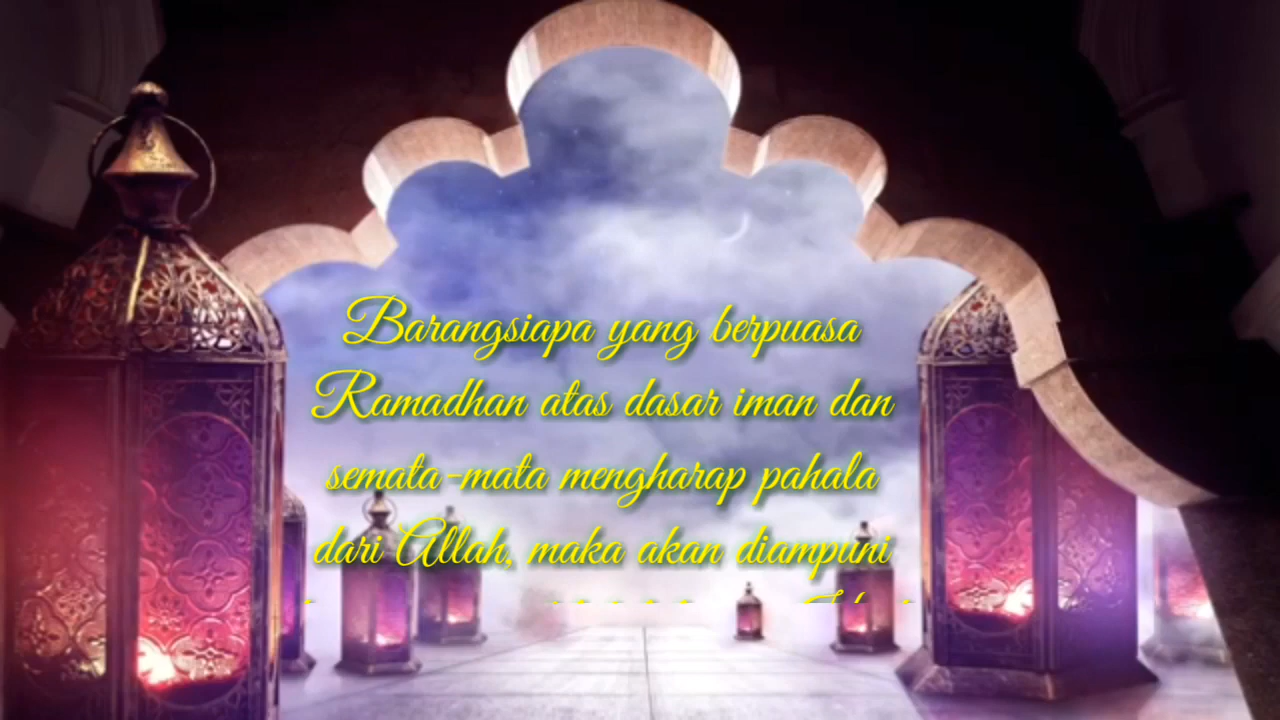 Barangsiapa yang berpuasa
Ramadhan atas dasar iman dan
semata-mata mengharap pahala
dari Allah, maka akan diampuni